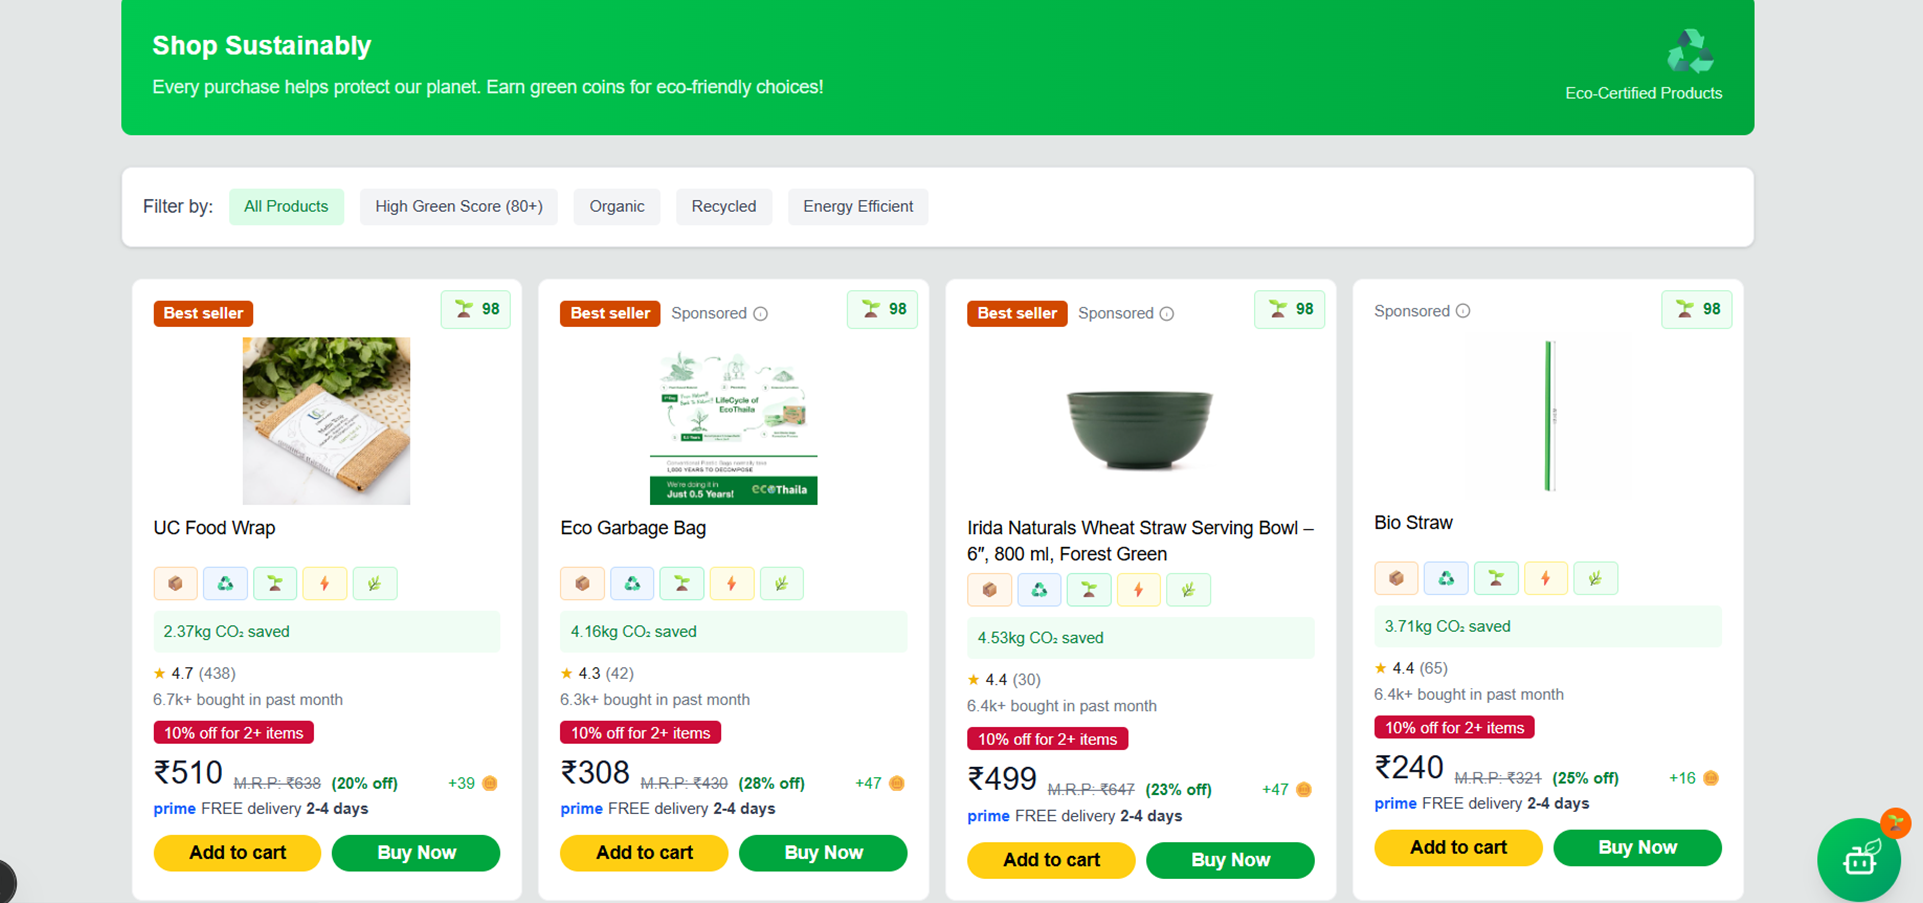 Shop Sustainably
Every purchase helps protect our planet. Earn green coins for eco-friendly choices!
Eco-Certified Products
Filter by:
All Products
High Green Score (80+)
Organic
Recycled
Energy Efficient
Best seller
98
UC Food Wrap
2.37kg CO₂ saved
4.7 (438)
6.7k+ bought in past month
10% off for 2+ items
₹510 M.R.P: ₹638 (20% off) +39
prime FREE delivery 2-4 days
Add to cart
Buy Now
Best seller
Sponsored
98
LifeCycle of
EcoThaila
1,000 YEARS TO DECOMPOSE
We're doing it in
Just 0.5 Years!
ecoThaila
Eco Garbage Bag
4.16kg CO₂ saved
4.3 (42)
6.3k+ bought in past month
10% off for 2+ items
₹308 M.R.P: ₹430 (28% off) +47
prime FREE delivery 2-4 days
Add to cart
Buy Now
Best seller
Sponsored
98
Irida Naturals Wheat Straw Serving Bowl –
6″, 800 ml, Forest Green
4.53kg CO₂ saved
4.4 (30)
6.4k+ bought in past month
10% off for 2+ items
₹499 M.R.P: ₹647 (23% off) +47
prime FREE delivery 2-4 days
Add to cart
Buy Now
Sponsored
98
Bio Straw
3.71kg CO₂ saved
4.4 (65)
6.4k+ bought in past month
10% off for 2+ items
₹240 M.R.P: ₹321 (25% off) +16
prime FREE delivery 2-4 days
Add to cart
Buy Now